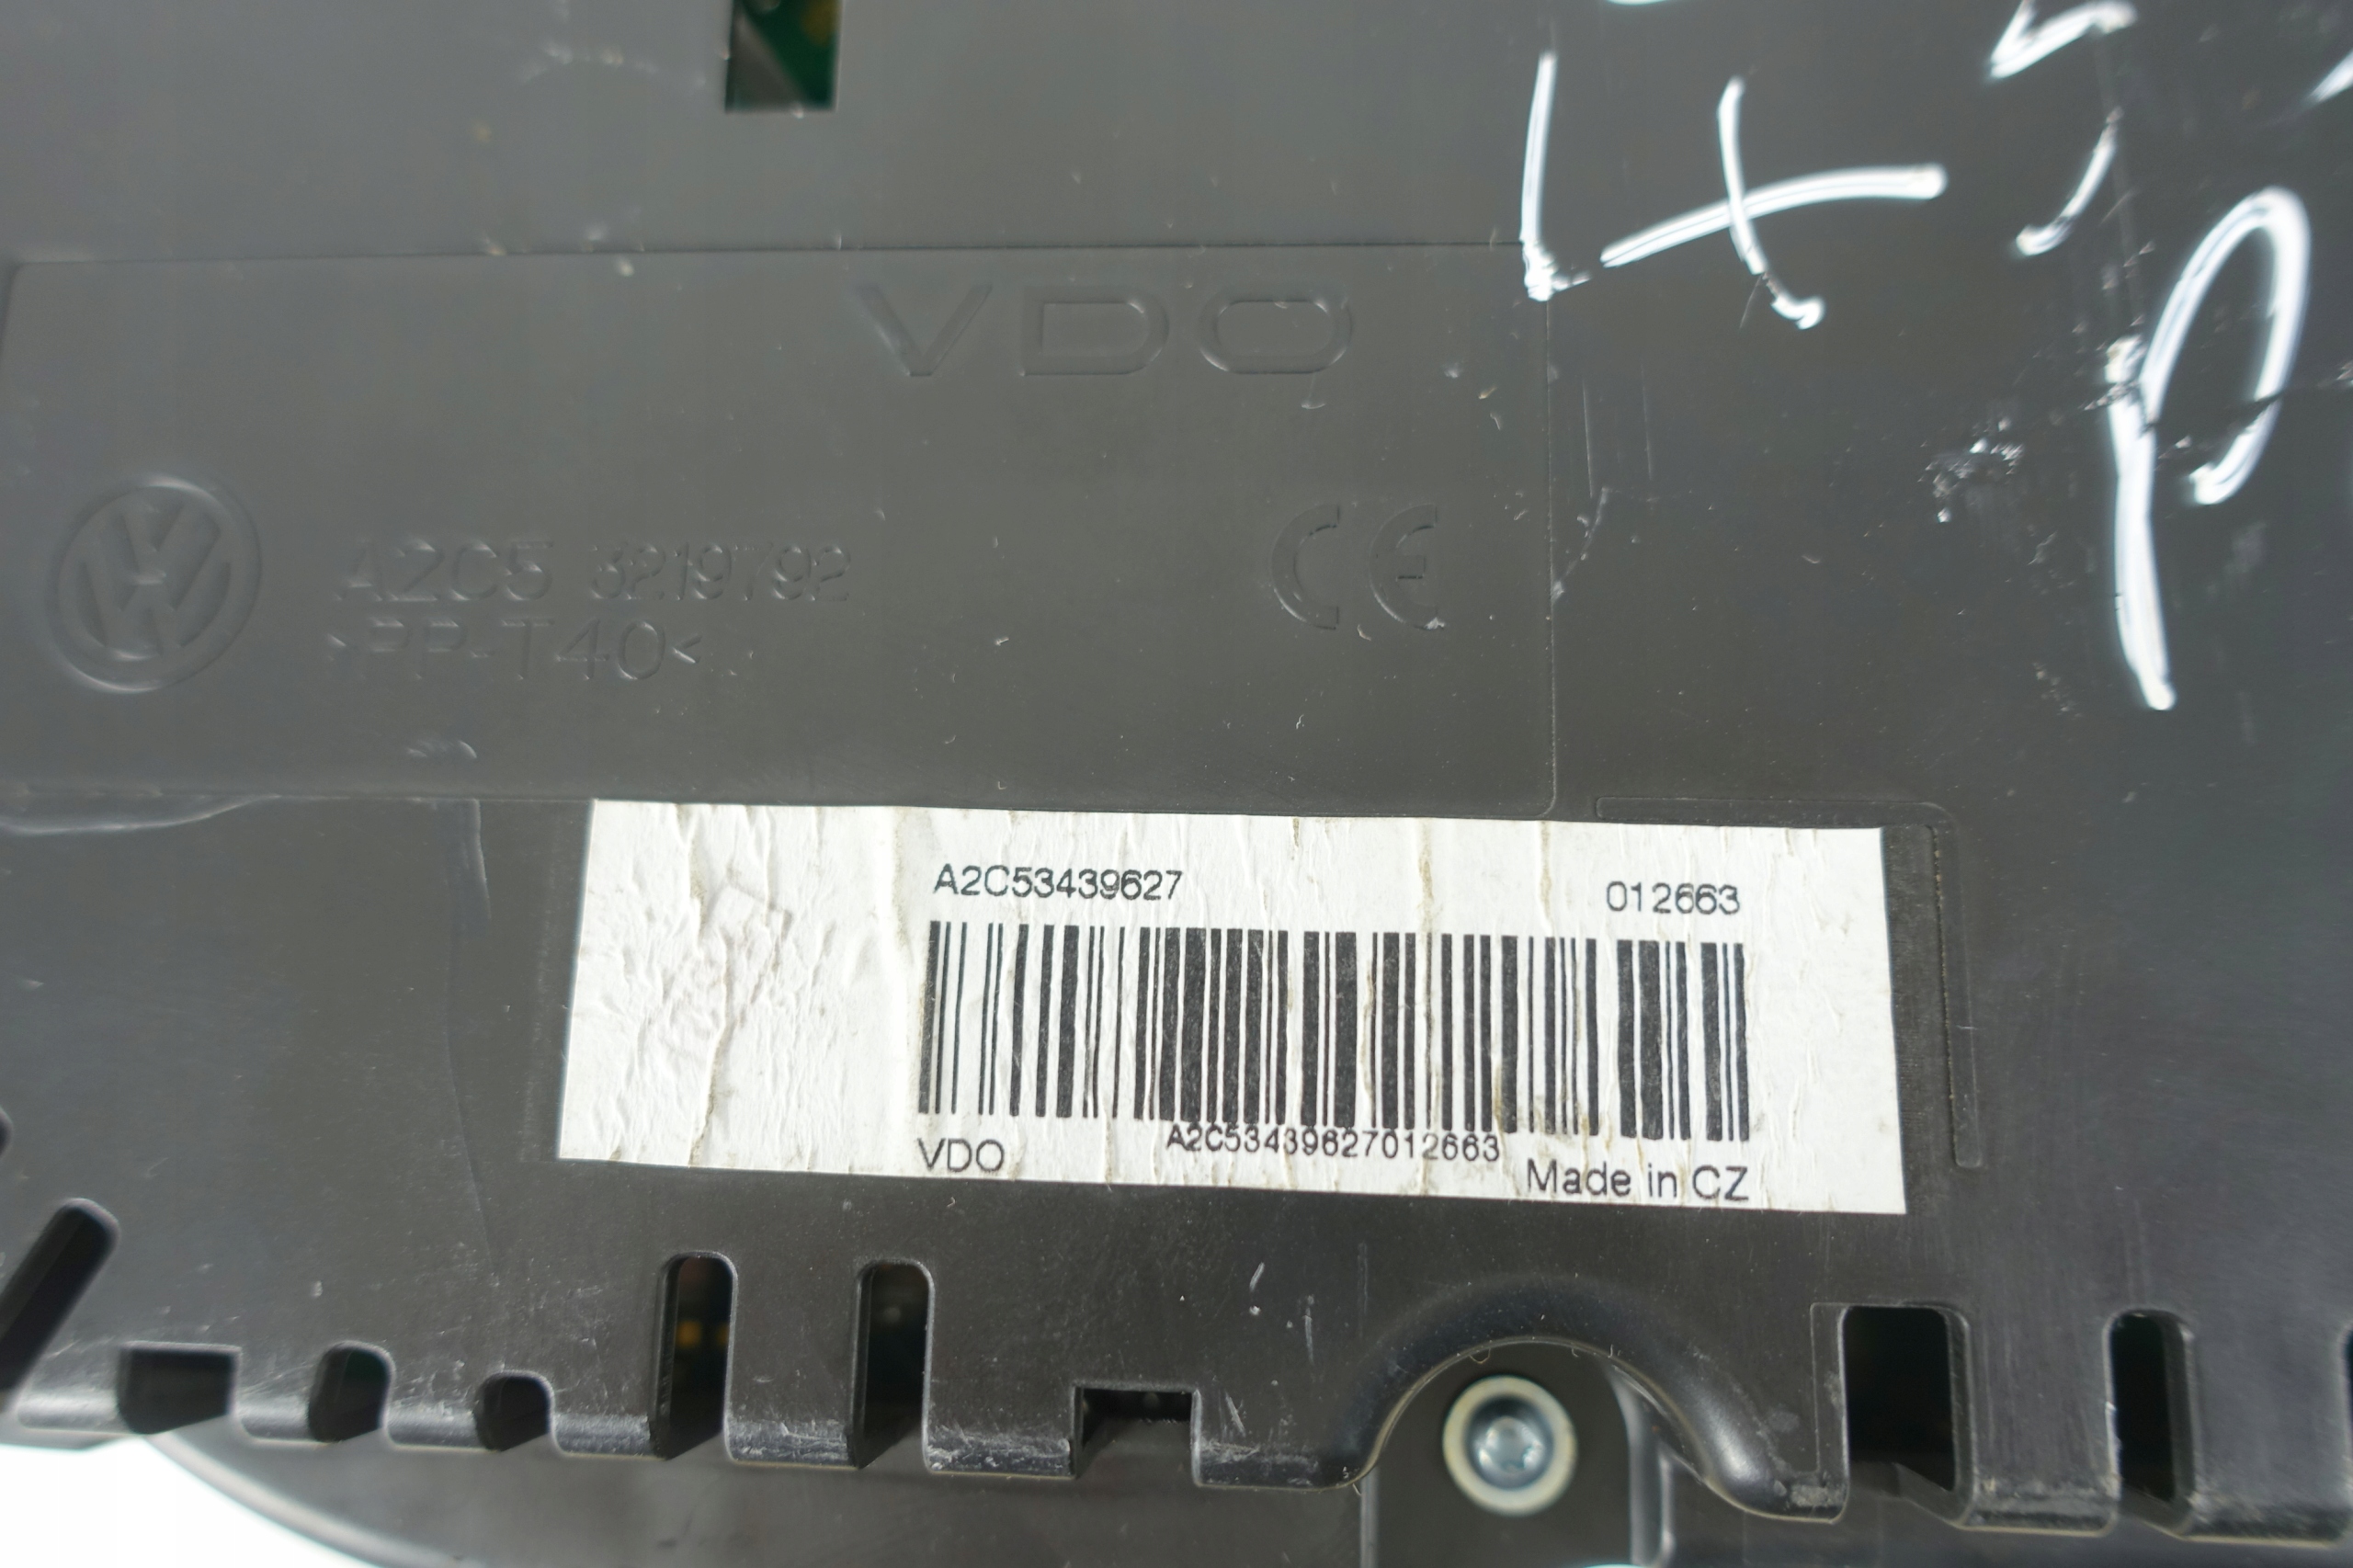 VDO
A2C5 3219792
>PP-T40<
CE
A2C53439627
012663
A2C53439627012663
VDO
Made in CZ
P